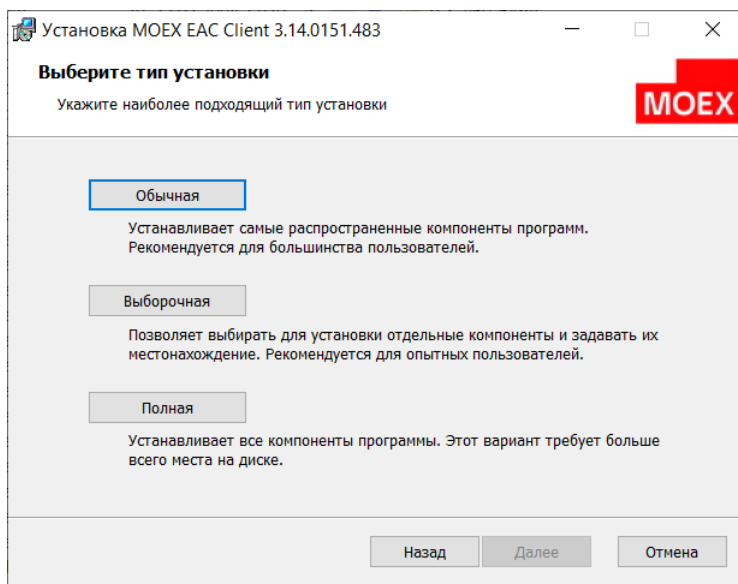 Установка MOEX EAC Client 3.14.0151.483
Выберите тип установки
Укажите наиболее подходящий тип установки
MOEX
Обычная
Устанавливает самые распространенные компоненты программ.
Рекомендуется для большинства пользователей.
Выборочная
Позволяет выбирать для установки отдельные компоненты и задавать их
местонахождение. Рекомендуется для опытных пользователей.
Полная
Устанавливает все компоненты программы. Этот вариант требует больше
всего места на диске.
Назад Далее Отмена